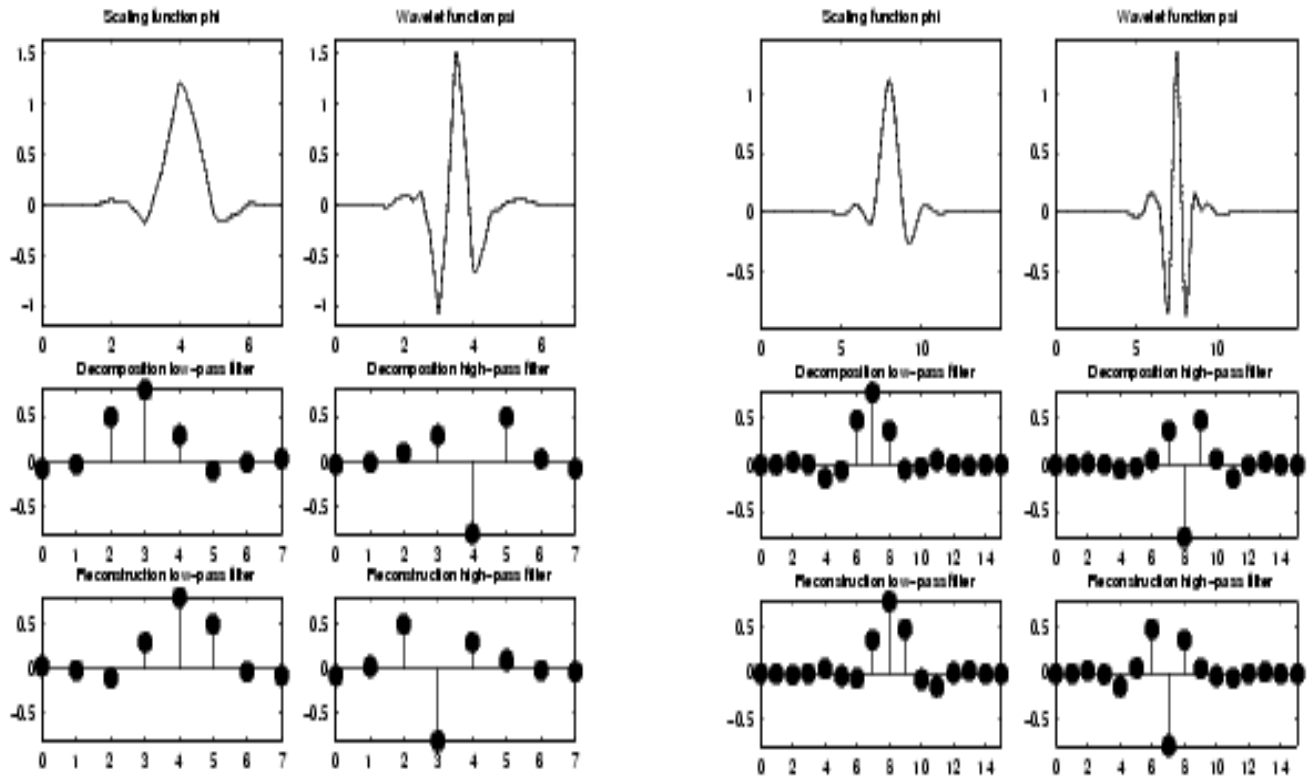 Scaling function phi
Wavelet function psi
Scaling function phi
Wavelet function psi
1.5
1
0.5
0
-0.5
-1
0 2 4 6
1.5
1
0.5
0
-0.5
-1
0 2 4 6
1
0.5
0
-0.5
0 5 10
1
0.5
0
-0.5
0 5 10
Decomposition low-pass filter
Decomposition high-pass filter
Decomposition low-pass filter
Decomposition high-pass filter
0.5
0
-0.5
0 1 2 3 4 5 6 7
0.5
0
-0.5
0 1 2 3 4 5 6 7
0.5
0
-0.5
0 2 4 6 8 10 12 14
0.5
0
-0.5
0 2 4 6 8 10 12 14
Reconstruction low-pass filter
Reconstruction high-pass filter
Reconstruction low-pass filter
Reconstruction high-pass filter
0.5
0
-0.5
0 1 2 3 4 5 6 7
0.5
0
-0.5
0 1 2 3 4 5 6 7
0.5
0
-0.5
0 2 4 6 8 10 12 14
0.5
0
-0.5
0 2 4 6 8 10 12 14